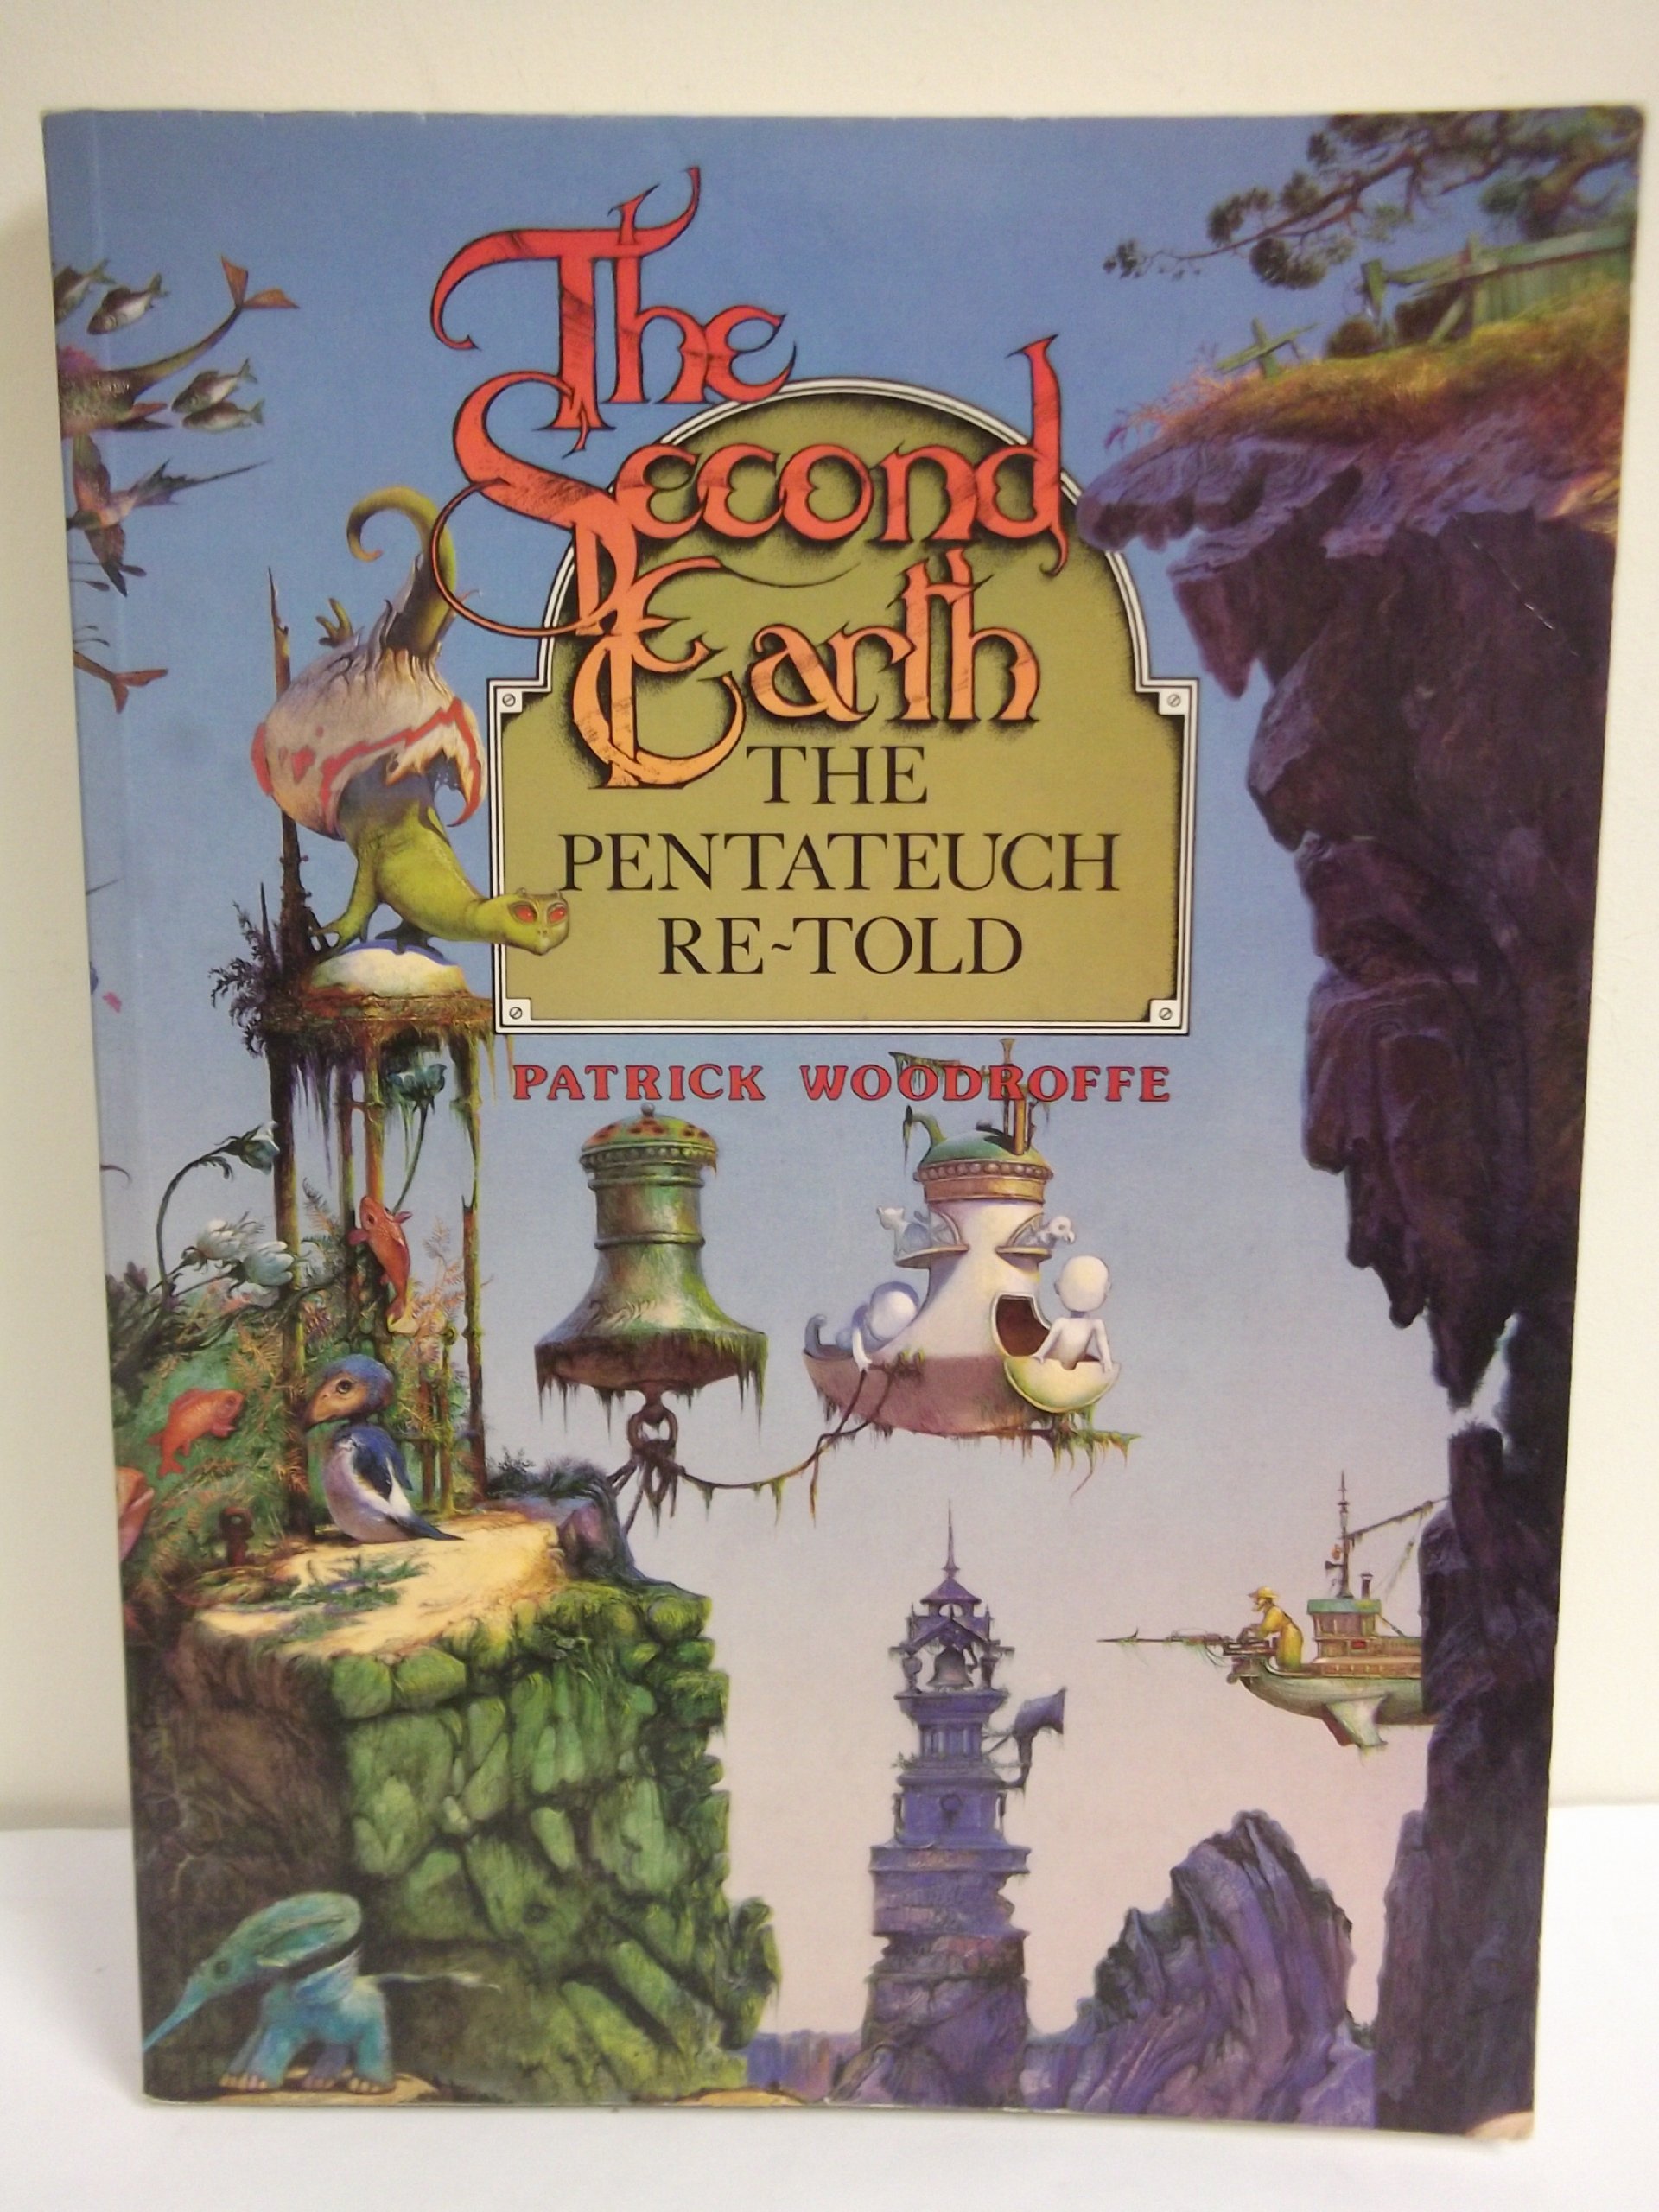 The
Second
Earth
THE
PENTATEUCH
RE~TOLD
PATRICK WOODROFFE